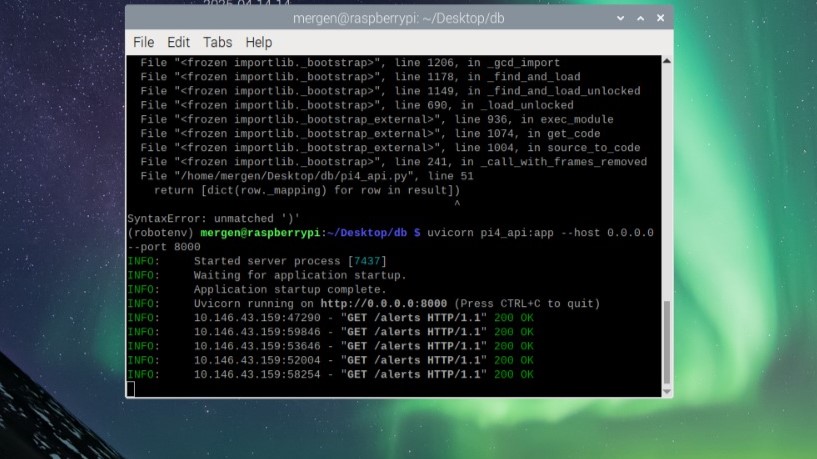 mergen@raspberrypi: ~/Desktop/db
File Edit Tabs Help
File "<frozen importlib._bootstrap>", line 1206, in _gcd_import
File "<frozen importlib._bootstrap>", line 1178, in _find_and_load
File "<frozen importlib._bootstrap>", line 1149, in _find_and_load_unlocked
File "<frozen importlib._bootstrap>", line 690, in _load_unlocked
File "<frozen importlib._bootstrap_external>", line 936, in exec_module
File "<frozen importlib._bootstrap_external>", line 1074, in get_code
File "<frozen importlib._bootstrap_external>", line 1004, in source_to_code
File "<frozen importlib._bootstrap>", line 241, in _call_with_frames_removed
File "/home/mergen/Desktop/db/pi4_api.py", line 51
return [dict(row._mapping) for row in result])
^
SyntaxError: unmatched ')'
(robotenv) mergen@raspberrypi:~/Desktop/db $ uvicorn pi4_api:app --host 0.0.0.0
--port 8000
INFO: Started server process [7437]
INFO: Waiting for application startup.
INFO: Application startup complete.
INFO: Uvicorn running on http://0.0.0.0:8000 (Press CTRL+C to quit)
INFO: 10.146.43.159:47290 - "GET /alerts HTTP/1.1" 200 OK
INFO: 10.146.43.159:59846 - "GET /alerts HTTP/1.1" 200 OK
INFO: 10.146.43.159:53646 - "GET /alerts HTTP/1.1" 200 OK
INFO: 10.146.43.159:52004 - "GET /alerts HTTP/1.1" 200 OK
INFO: 10.146.43.159:58254 - "GET /alerts HTTP/1.1" 200 OK